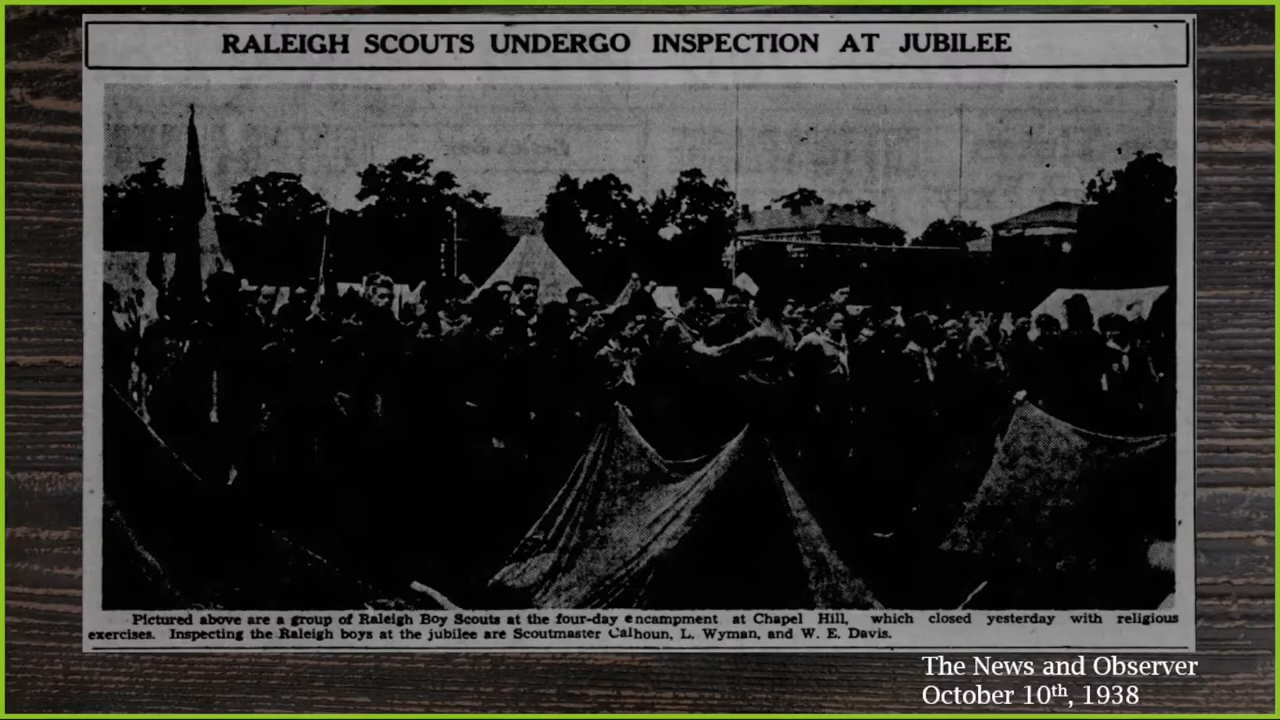 RALEIGH SCOUTS UNDERGO INSPECTION AT JUBILEE
Pictured above are a group of Raleigh Boy Scouts at the four-day encampment at Chapel Hill, which closed yesterday with religious
exercises. Inspecting the Raleigh boys at the jubilee are Scoutmaster Calhoun, L. Wyman, and W. E. Davis.
The News and Observer
October 10th, 1938